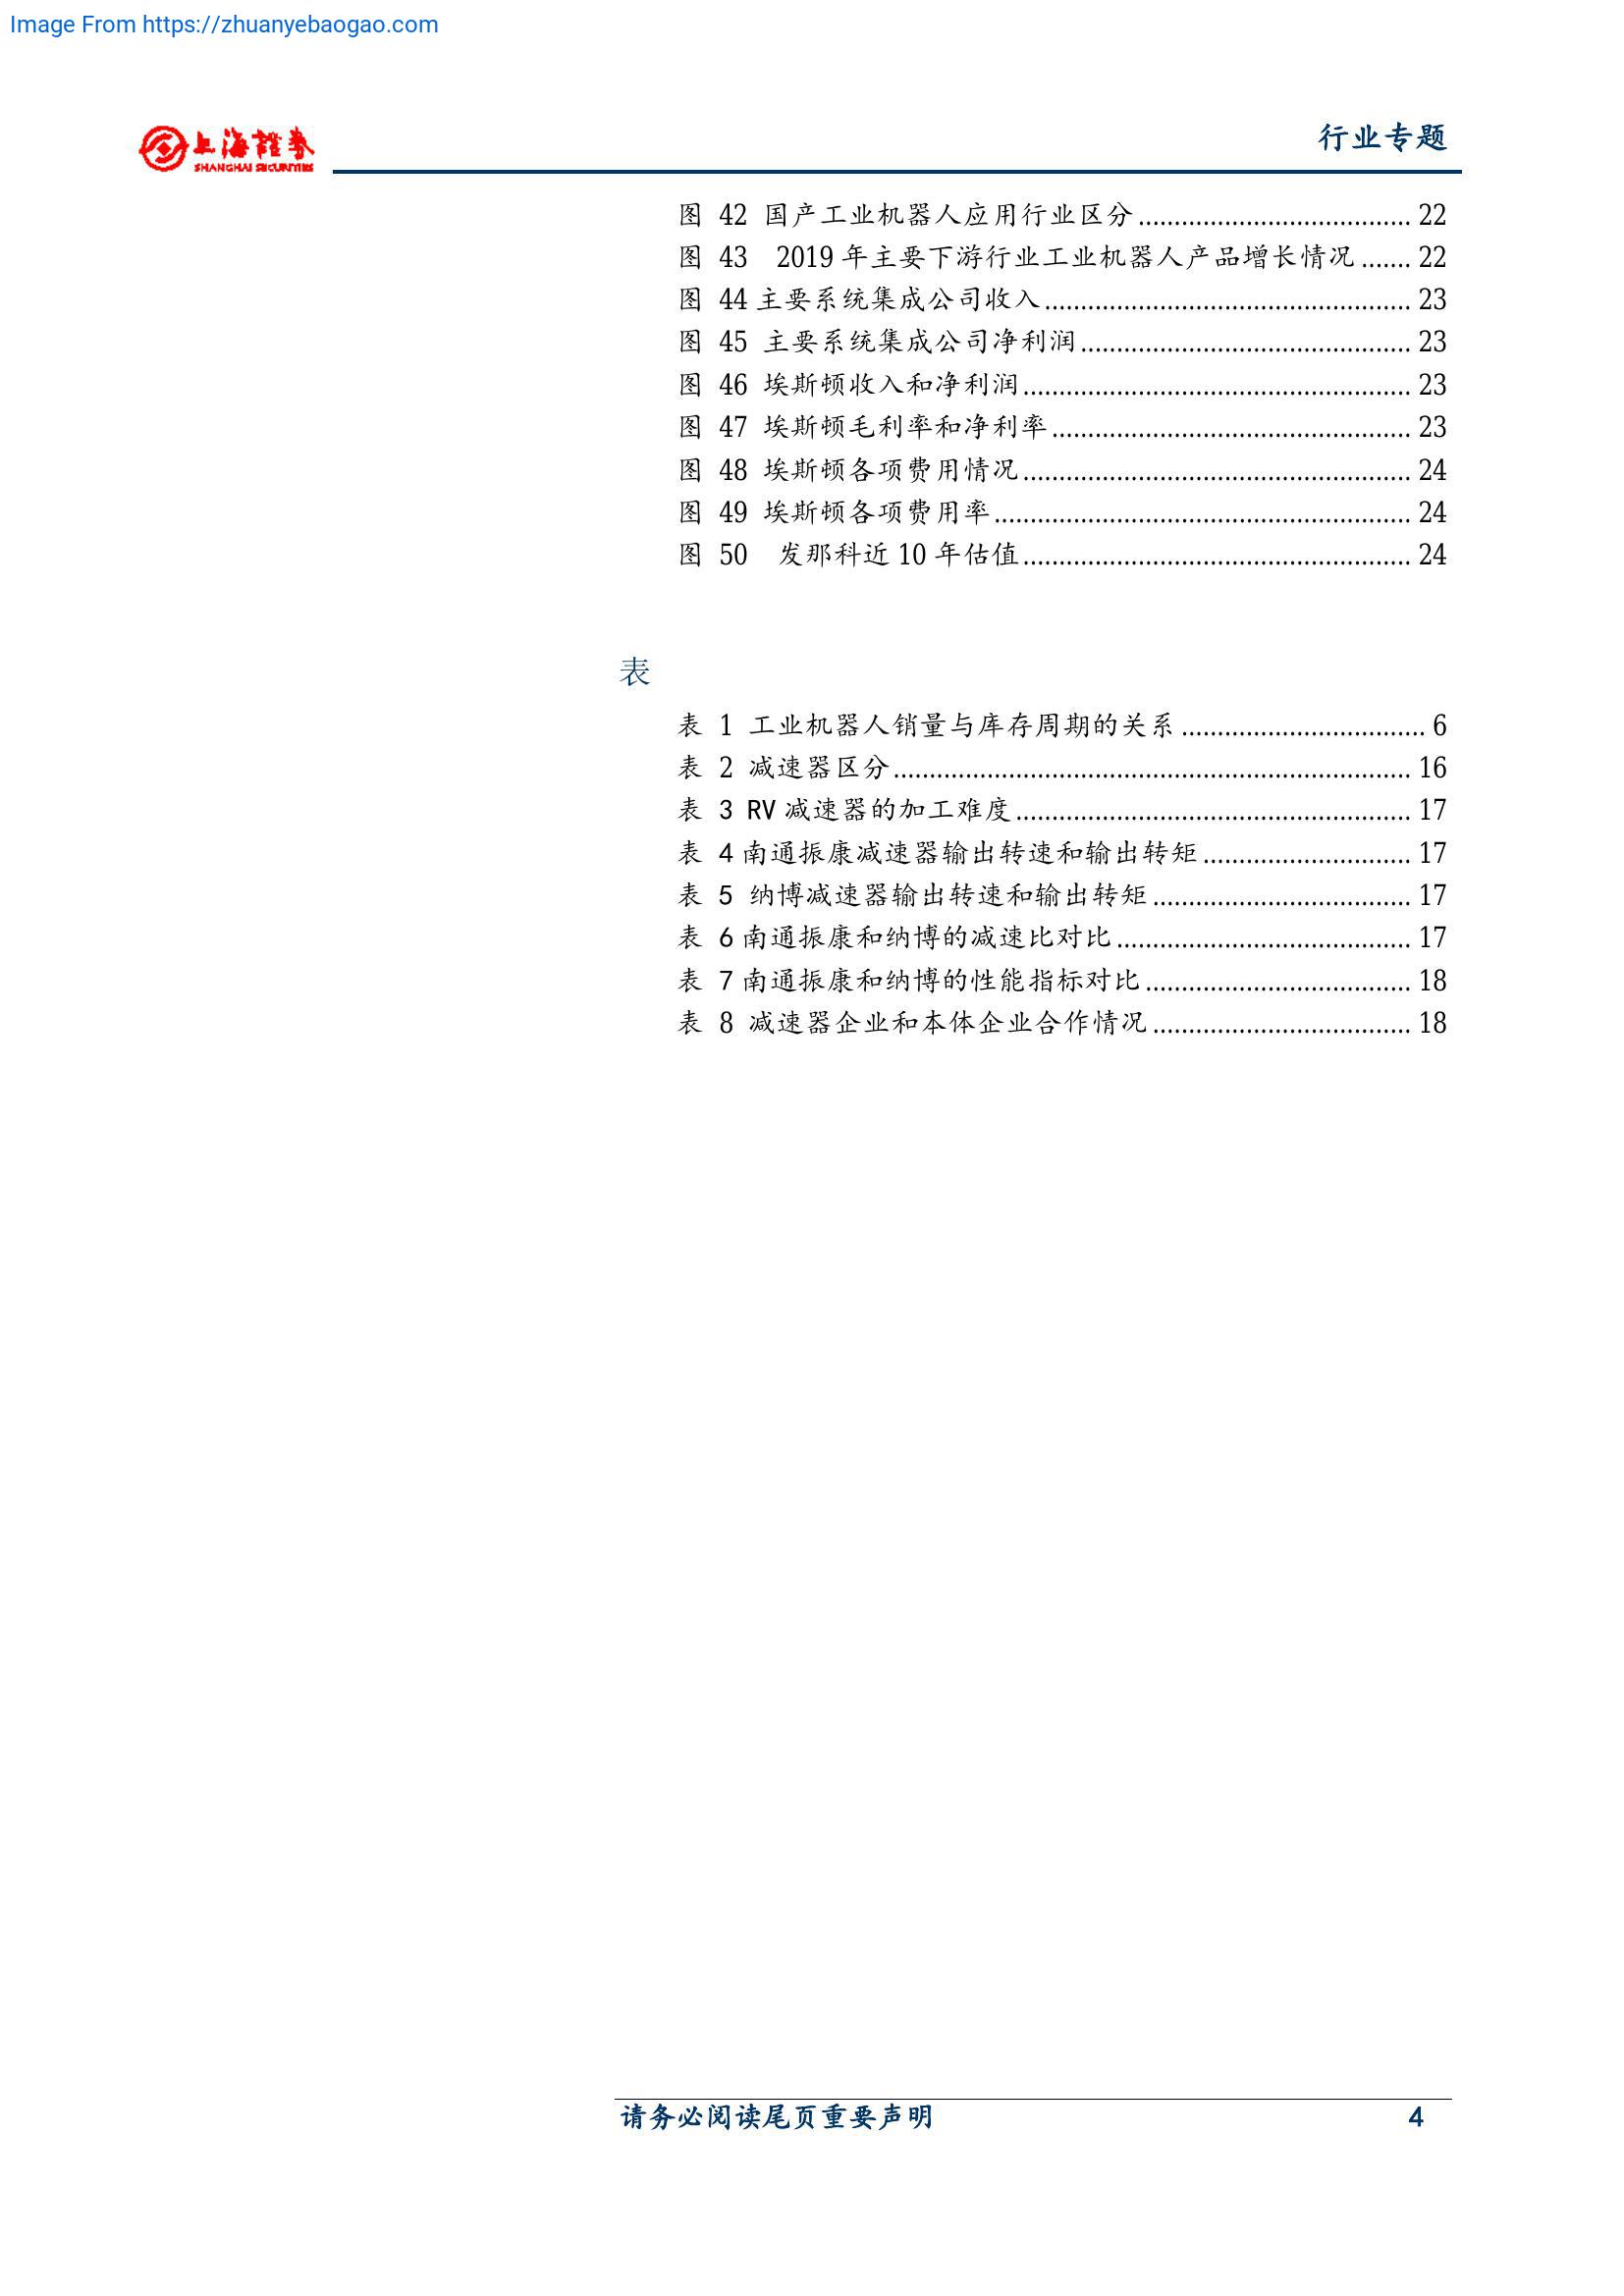 Image From https://zhuanyebaogao.com
上海證券
SHANGHAI SECURITIES
行业专题
图 42 国产工业机器人应用行业区分...................................... 22
图 43 2019 年主要下游行业工业机器人产品增长情况....... 22
图 44 主要系统集成公司收入................................................... 23
图 45 主要系统集成公司净利润.............................................. 23
图 46 埃斯顿收入和净利润...................................................... 23
图 47 埃斯顿毛利率和净利率.................................................. 23
图 48 埃斯顿各项费用情况...................................................... 24
图 49 埃斯顿各项费用率.......................................................... 24
图 50 发那科近 10 年估值...................................................... 24
表
表 1 工业机器人销量与库存周期的关系.................................. 6
表 2 减速器区分........................................................................ 16
表 3 RV 减速器的加工难度....................................................... 17
表 4 南通振康减速器输出转速和输出转矩............................. 17
表 5 纳博减速器输出转速和输出转矩.................................... 17
表 6 南通振康和纳博的减速比对比......................................... 17
表 7 南通振康和纳博的性能指标对比..................................... 18
表 8 减速器企业和本体企业合作情况.................................... 18
请务必阅读尾页重要声明 4